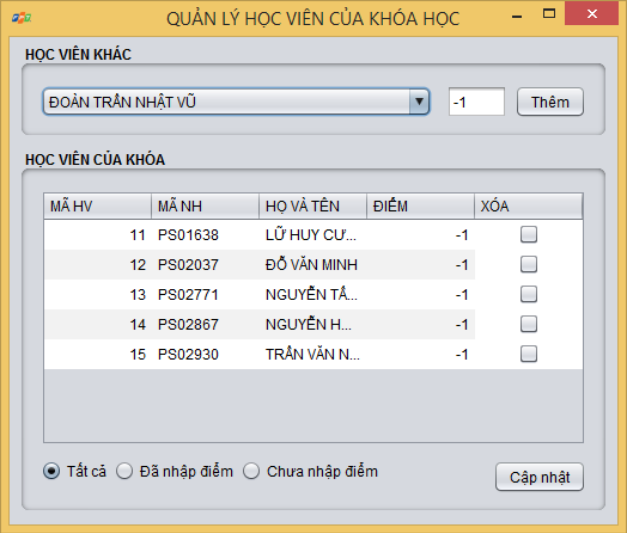 QUẢN LÝ HỌC VIÊN CỦA KHÓA HỌC
HỌC VIÊN KHÁC
ĐOÀN TRẦN NHẬT VŨ -1 Thêm
HỌC VIÊN CỦA KHÓA
MÃ HV MÃ NH HỌ VÀ TÊN ĐIỂM XÓA
11 PS01638 LỮ HUY CƯ... -1
12 PS02037 ĐỖ VĂN MINH -1
13 PS02771 NGUYỄN TẤ... -1
14 PS02867 NGUYỄN H... -1
15 PS02930 TRẦN VĂN N... -1
Tất cả Đã nhập điểm Chưa nhập điểm Cập nhật